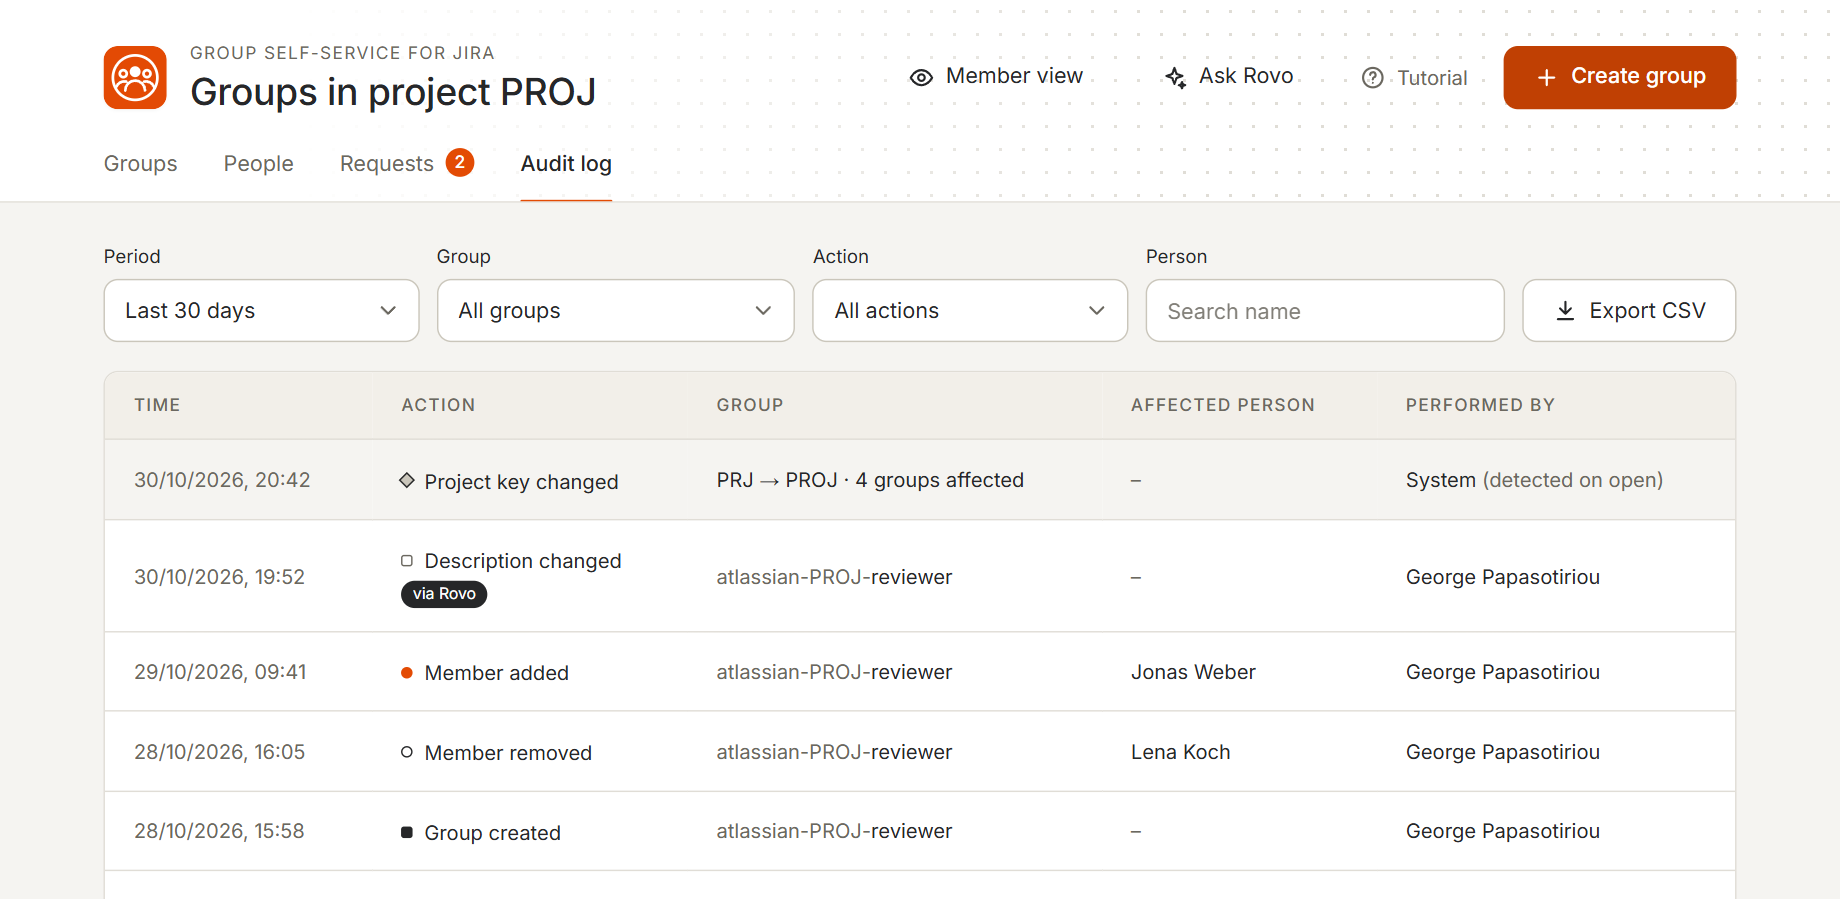 GROUP SELF-SERVICE FOR JIRA
Groups in project PROJ
Member view
Ask Rovo
Tutorial
Create group
Groups
People
Requests 2
Audit log
Period
Group
Action
Person
Last 30 days
All groups
All actions
Search name
Export CSV
TIME ACTION GROUP AFFECTED PERSON PERFORMED BY
30/10/2026, 20:42 Project key changed PRJ → PROJ · 4 groups affected – System (detected on open)
30/10/2026, 19:52 Description changed via Rovo atlassian-PROJ-reviewer – George Papasotiriou
29/10/2026, 09:41 Member added atlassian-PROJ-reviewer Jonas Weber George Papasotiriou
28/10/2026, 16:05 Member removed atlassian-PROJ-reviewer Lena Koch George Papasotiriou
28/10/2026, 15:58 Group created atlassian-PROJ-reviewer – George Papasotiriou